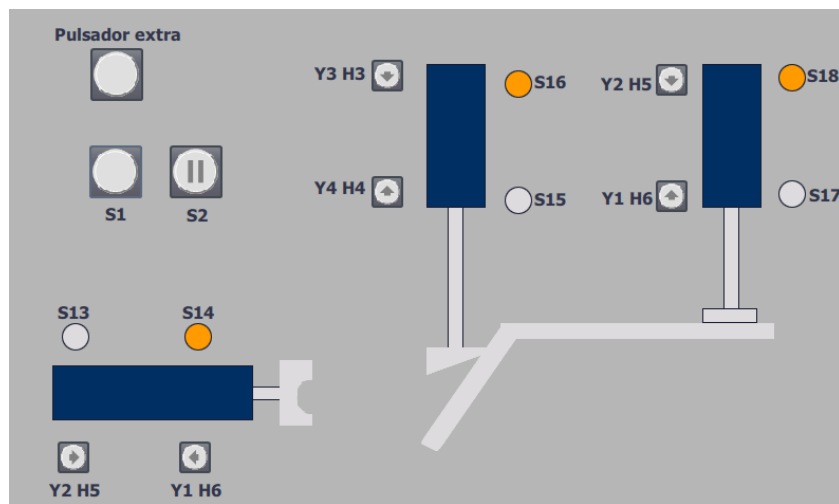 Pulsador extra
Y3 H3
S16
Y2 H5
S18
Y4 H4
S15
Y1 H6
S17
S1
S2
S13
S14
Y2 H5
Y1 H6